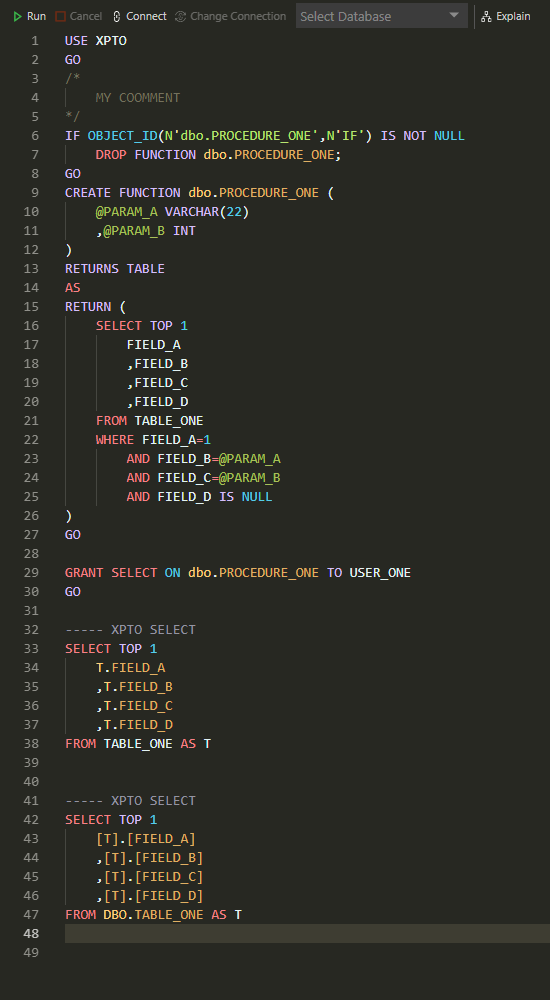 Run Cancel Connect Change Connection Select Database Explain
1 USE XPTO
2 GO
3 /*
4 MY COOMMENT
5 */
6 IF OBJECT_ID(N'dbo.PROCEDURE_ONE',N'IF') IS NOT NULL
7 DROP FUNCTION dbo.PROCEDURE_ONE;
8 GO
9 CREATE FUNCTION dbo.PROCEDURE_ONE (
10 @PARAM_A VARCHAR(22)
11 ,@PARAM_B INT
12 )
13 RETURNS TABLE
14 AS
15 RETURN (
16 SELECT TOP 1
17 FIELD_A
18 ,FIELD_B
19 ,FIELD_C
20 ,FIELD_D
21 FROM TABLE_ONE
22 WHERE FIELD_A=1
23 AND FIELD_B=@PARAM_A
24 AND FIELD_C=@PARAM_B
25 AND FIELD_D IS NULL
26 )
27 GO
28
29 GRANT SELECT ON dbo.PROCEDURE_ONE TO USER_ONE
30 GO
31
32 ----- XPTO SELECT
33 SELECT TOP 1
34 T.FIELD_A
35 ,T.FIELD_B
36 ,T.FIELD_C
37 ,T.FIELD_D
38 FROM TABLE_ONE AS T
39
40
41 ----- XPTO SELECT
42 SELECT TOP 1
43 [T].[FIELD_A]
44 ,[T].[FIELD_B]
45 ,[T].[FIELD_C]
46 ,[T].[FIELD_D]
47 FROM DBO.TABLE_ONE AS T
48
49